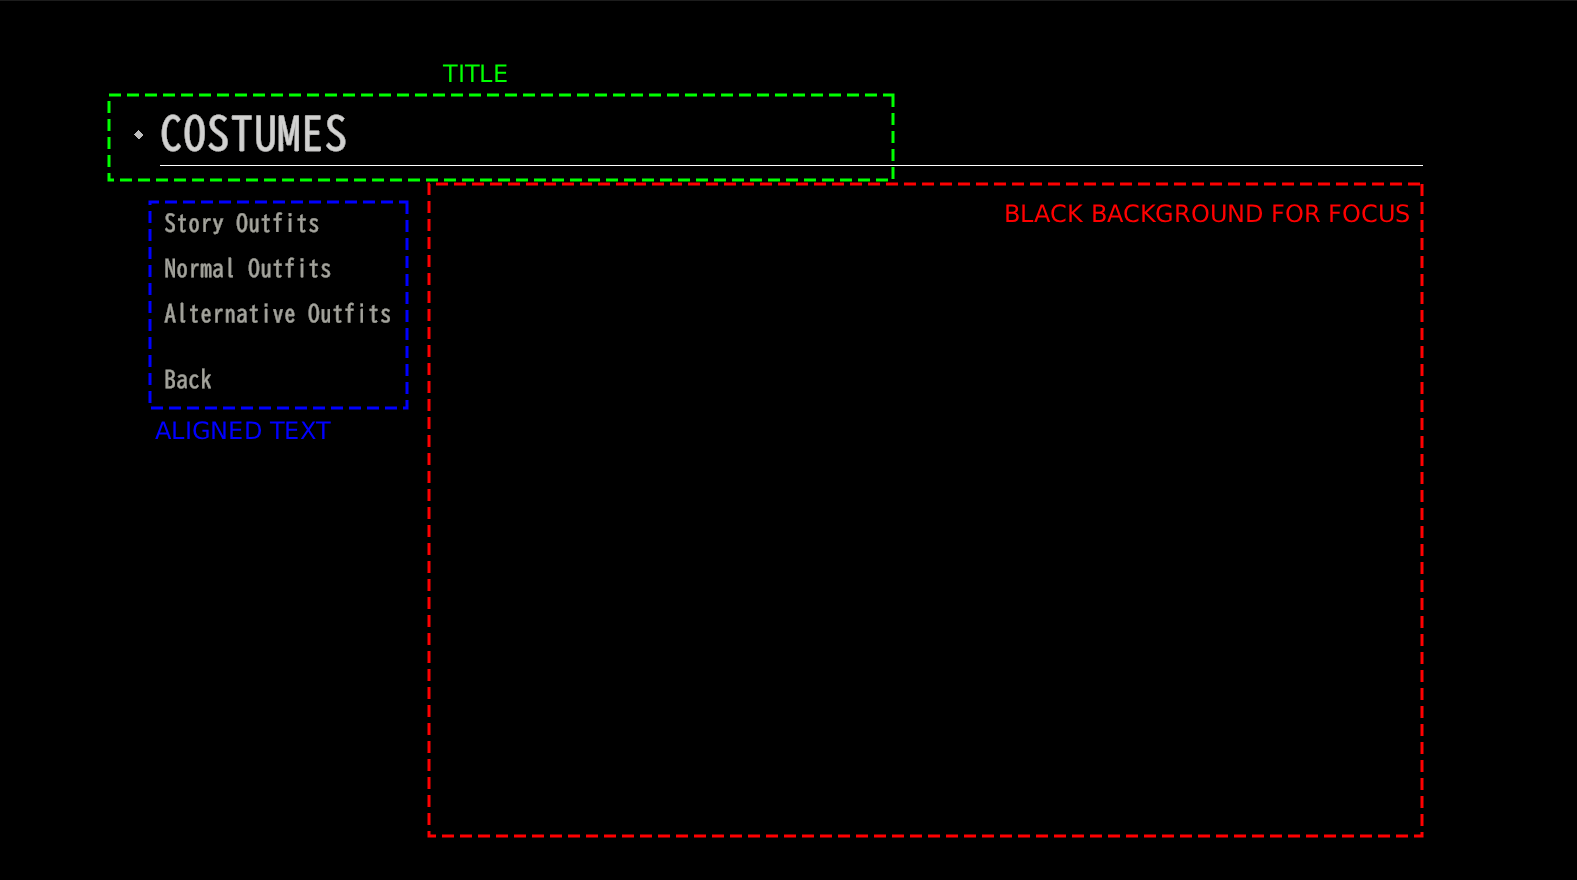 TITLE
COSTUMES
BLACK BACKGROUND FOR FOCUS
Story Outfits
Normal Outfits
Alternative Outfits
Back
ALIGNED TEXT